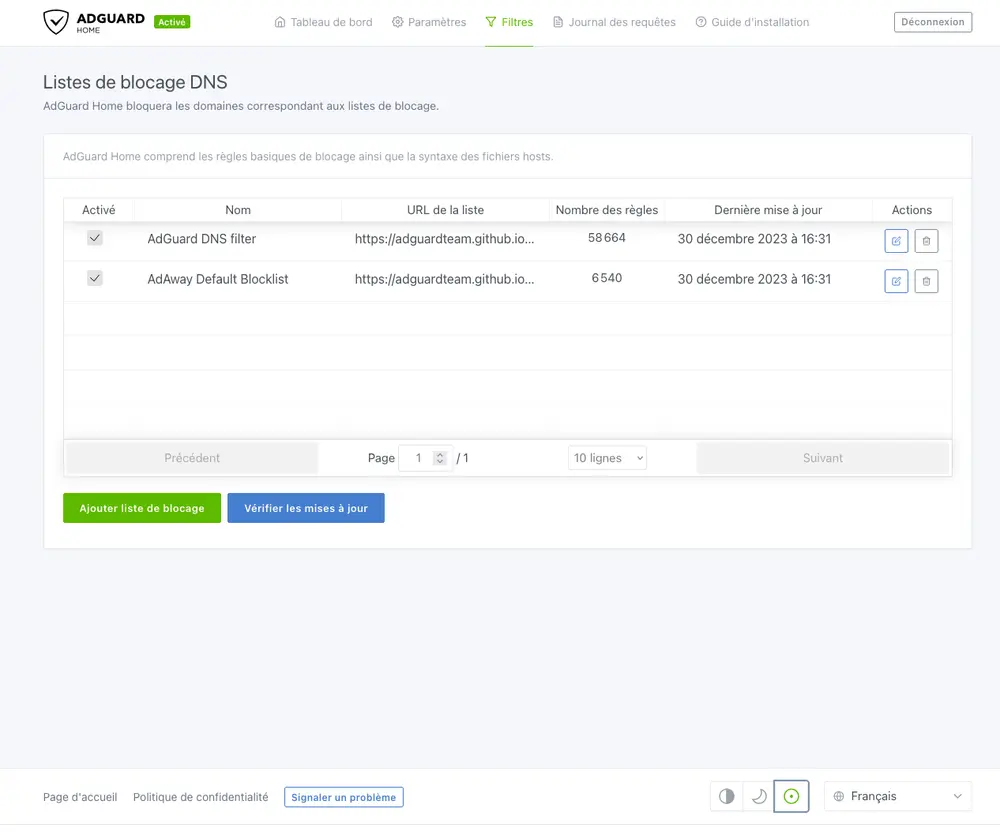 ADGUARD HOME Activé Tableau de bord Paramètres Filtres Journal des requêtes Guide d'installation Déconnexion
Listes de blocage DNS
AdGuard Home bloquera les domaines correspondant aux listes de blocage.
AdGuard Home comprend les règles basiques de blocage ainsi que la syntaxe des fichiers hosts.
Activé Nom URL de la liste Nombre des règles Dernière mise à jour Actions
AdGuard DNS filter https://adguardteam.github.io... 58 664 30 décembre 2023 à 16:31
AdAway Default Blocklist https://adguardteam.github.io... 6 540 30 décembre 2023 à 16:31
Précédent Page 1 / 1 10 lignes Suivant
Ajouter liste de blocage Vérifier les mises à jour
Page d'accueil Politique de confidentialité Signaler un problème Français